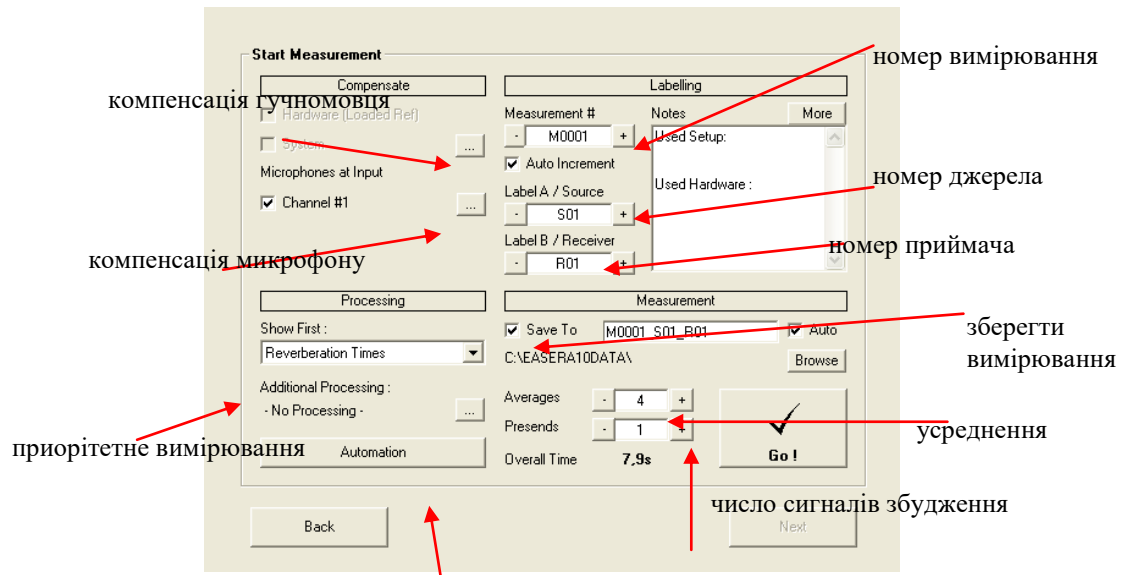 Start Measurement
номер вимірювання
Compensate
Labelling
компенсація гучномовця
Hardware (Loaded Ref)
Measurement #
Notes
More
- M0001 +
Used Setup:
System
...
Auto Increment
Microphones at Input
номер джерела
Label A / Source
Used Hardware :
Channel #1
...
- S01 +
Label B / Receiver
номер приймача
компенсація микрофону
- R01 +
Processing
Measurement
Show First :
Save To
M0001_S01_R01
Auto
зберегти
вимірювання
Reverberation Times
C:\EASERA10DATA\
Browse
Additional Processing :
Averages
- 4 +
- No Processing -
...
Presends
- 1 +
усреднення
приорітетне вимірювання
Automation
Overall Time
7,9s
Go !
число сигналів збудження
Back
Next